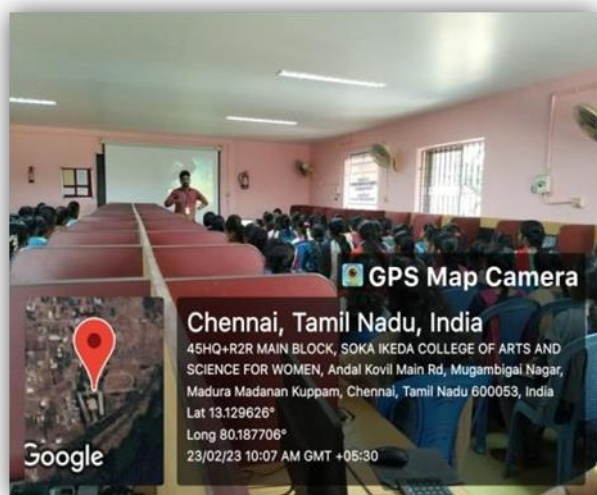 GPS Map Camera
Chennai, Tamil Nadu, India
45HQ+R2R MAIN BLOCK, SOKA IKEDA COLLEGE OF ARTS AND
SCIENCE FOR WOMEN, Andal Kovil Main Rd, Mugambigai Nagar,
Madura Madanan Kuppam, Chennai, Tamil Nadu 600053, India
Lat 13.129626°
Long 80.187706°
23/02/23 10:07 AM GMT +05:30
Google